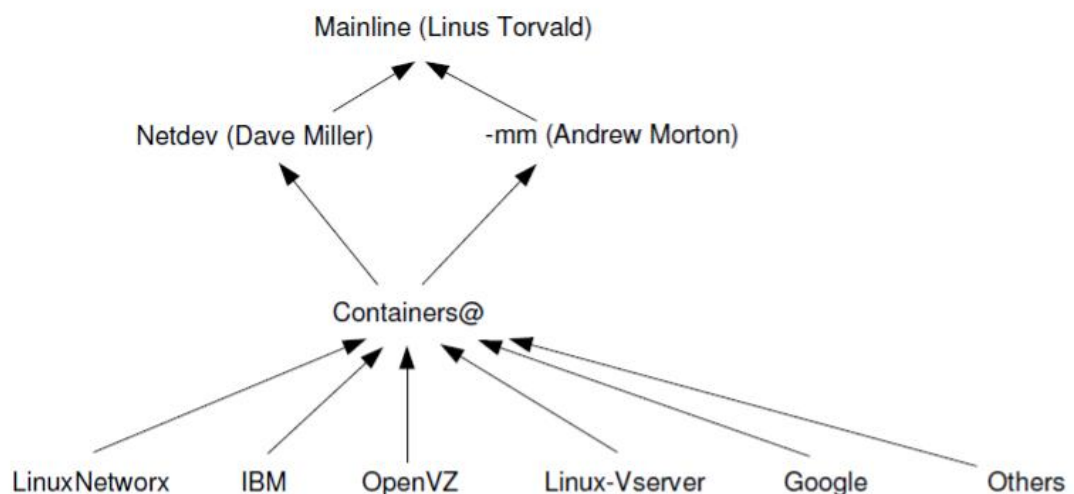 Mainline (Linus Torvald)
Netdev (Dave Miller)
-mm (Andrew Morton)
Containers@
LinuxNetworx
IBM
OpenVZ
Linux-Vserver
Google
Others